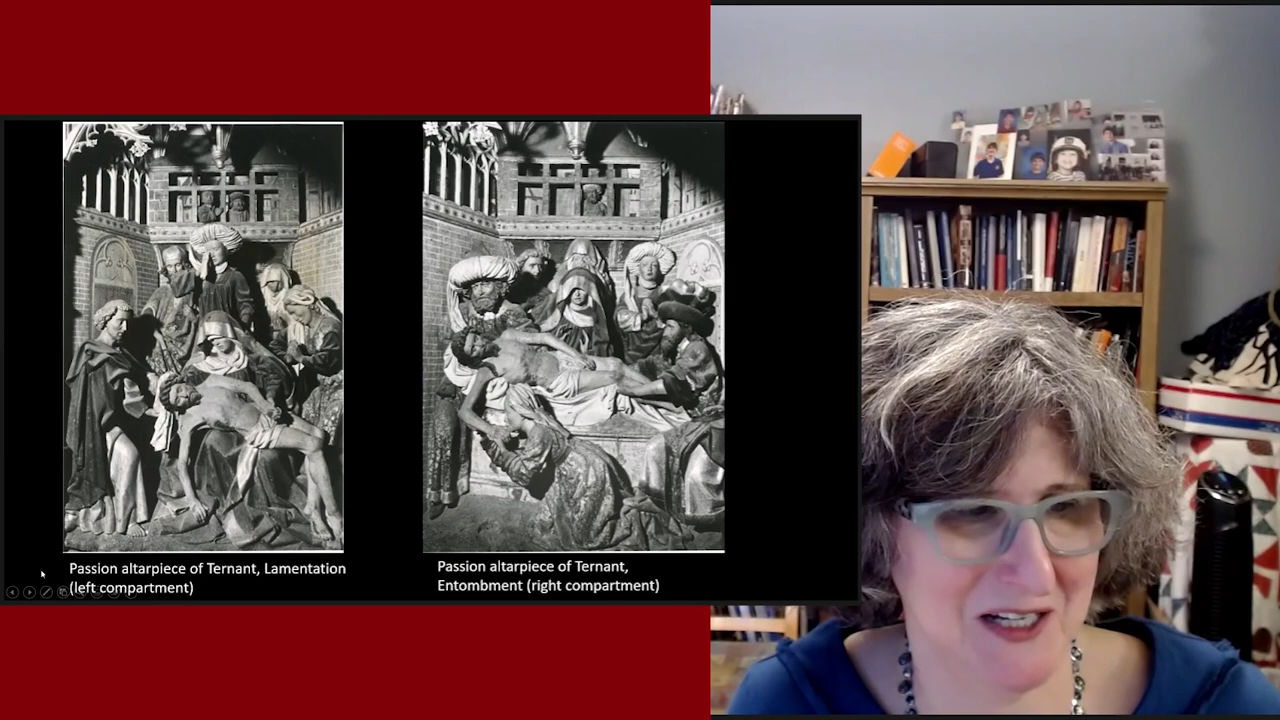 Passion altarpiece of Ternant, Lamentation
(left compartment)
Passion altarpiece of Ternant,
Entombment (right compartment)